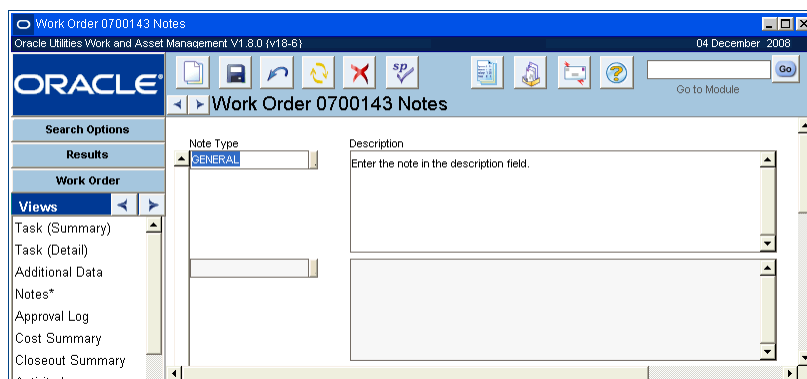 Work Order 0700143 Notes
Oracle Utilities Work and Asset Management V1.8.0 {v18-6} 04 December 2008
ORACLE
sp
Go
Go to Module
Work Order 0700143 Notes
Search Options
Results
Work Order
Views
Task (Summary)
Task (Detail)
Additional Data
Notes*
Approval Log
Cost Summary
Closeout Summary
Note Type Description
GENERAL Enter the note in the description field.